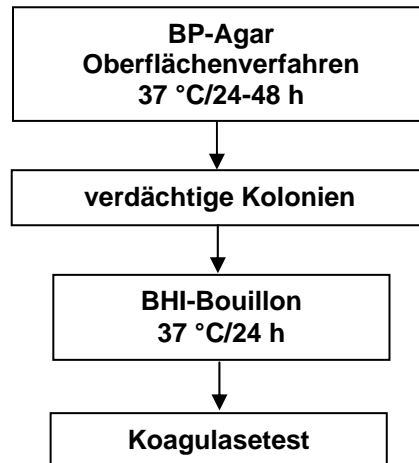 BP-Agar
Oberflächenverfahren
37 °C/24-48 h
verdächtige Kolonien
BHI-Bouillon
37 °C/24 h
Koagulasetest